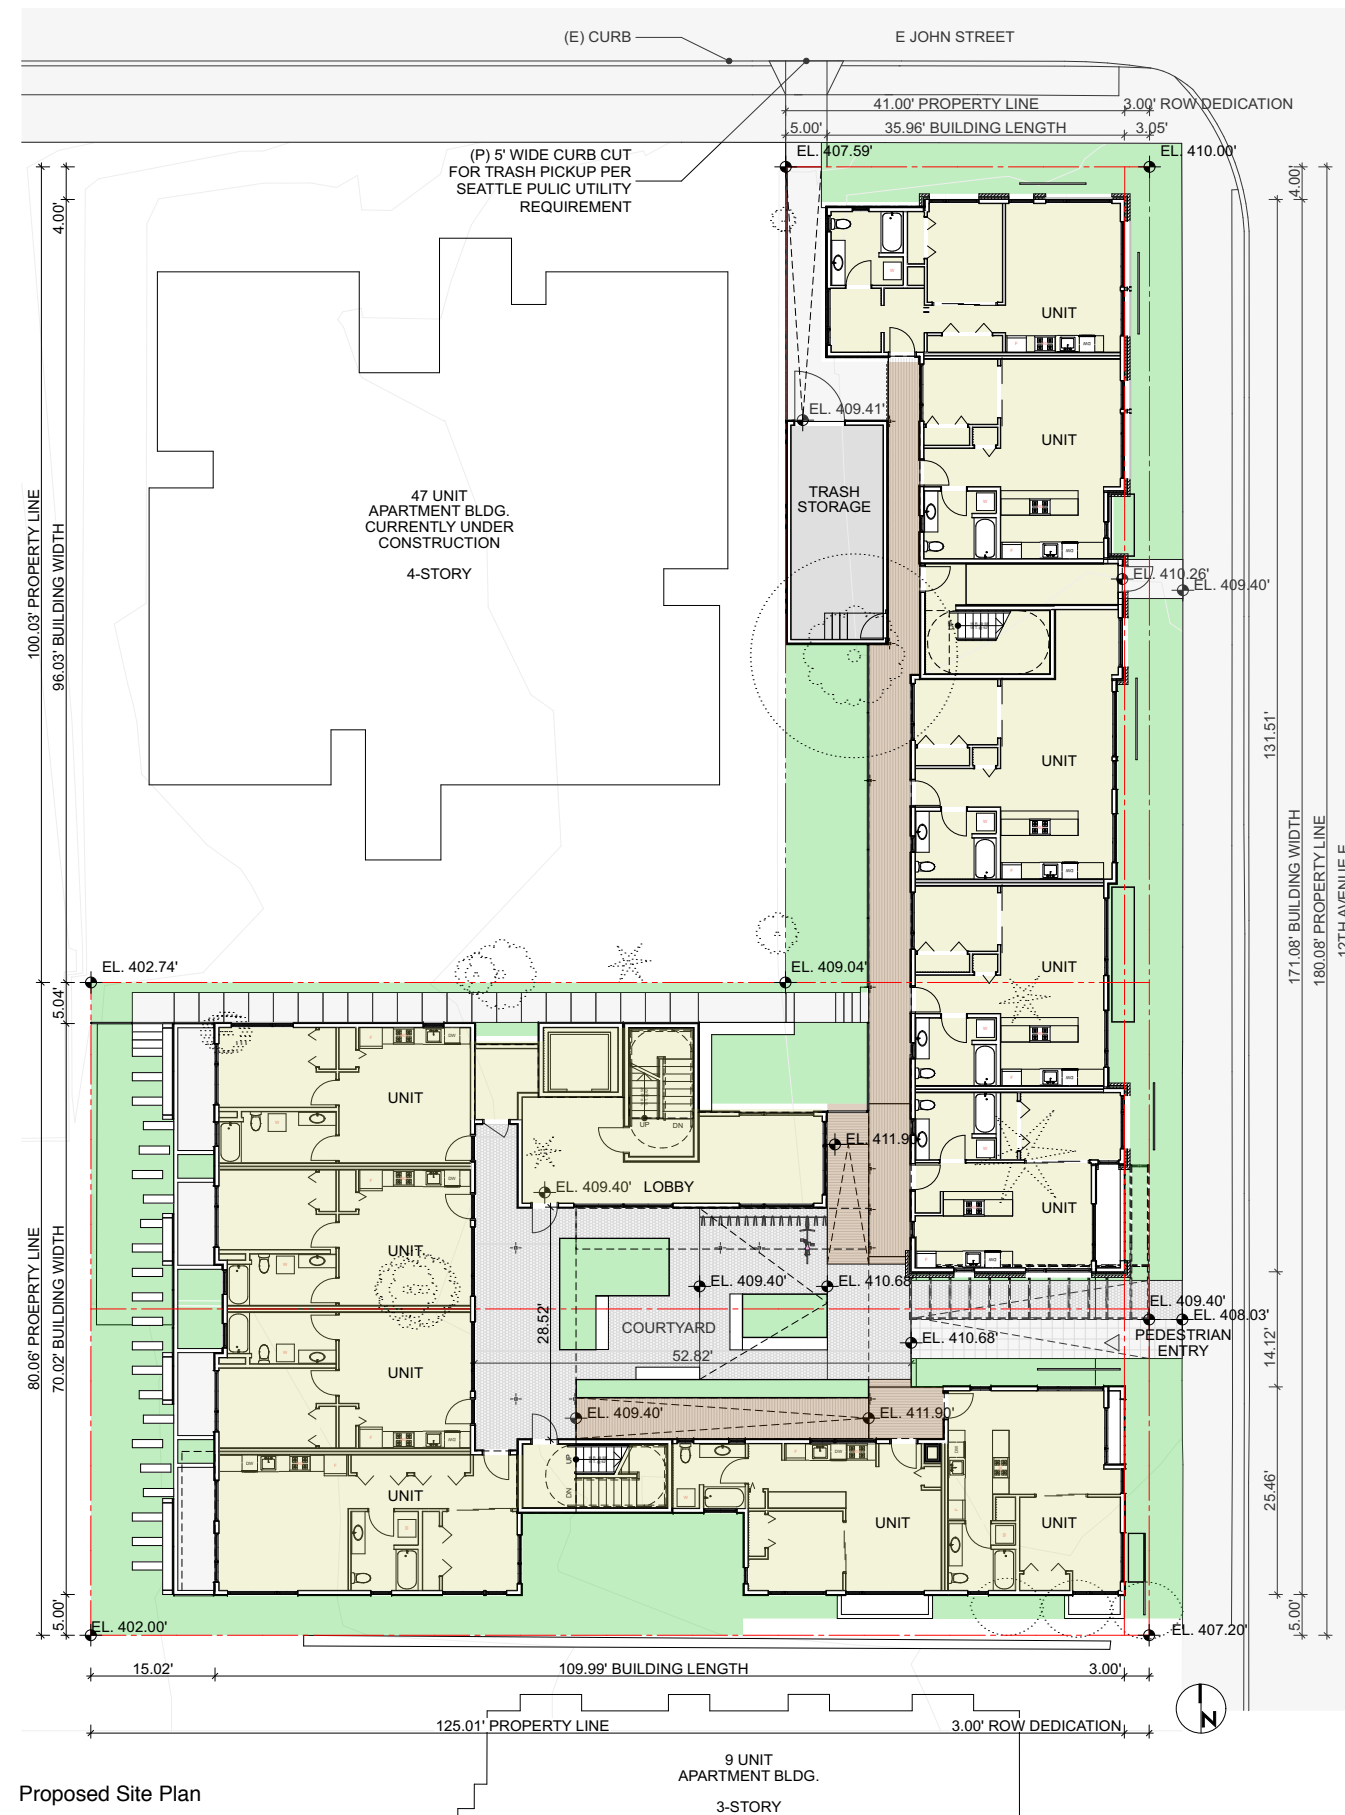 (E) CURB
E JOHN STREET
41.00' PROPERTY LINE
3.00' ROW DEDICATION
5.00'
35.96' BUILDING LENGTH
3.05'
(P) 5' WIDE CURB CUT
FOR TRASH PICKUP PER
SEATTLE PULIC UTILITY
REQUIREMENT
EL. 407.59'
EL. 410.00'
4.00'
4.00'
UNIT
EL. 409.41'
UNIT
TRASH
STORAGE
47 UNIT
APARTMENT BLDG.
CURRENTLY UNDER
CONSTRUCTION
4-STORY
100.03' PROPERTY LINE
96.03' BUILDING WIDTH
EL. 410.26'
EL. 409.40'
131.51'
UNIT
171.08' BUILDING WIDTH
180.08' PROPERTY LINE
12TH AVENUE E
EL. 402.74'
EL. 409.04'
UNIT
5.04'
UNIT
UP
DN
EL. 411.90'
EL. 409.40'
LOBBY
UNIT
UNIT
80.06' PROEPRTY LINE
70.02' BUILDING WIDTH
EL. 409.40'
EL. 410.68'
EL. 409.40'
EL. 408.03'
28.52'
COURTYARD
EL. 410.68'
PEDESTRIAN
ENTRY
14.12'
52.82'
UNIT
EL. 409.40'
EL. 411.90'
UP
DN
UNIT
UNIT
UNIT
25.46'
5.00'
5.00'
EL. 402.00'
EL. 407.20'
15.02'
109.99' BUILDING LENGTH
3.00'
125.01' PROPERTY LINE
3.00' ROW DEDICATION
N
9 UNIT
APARTMENT BLDG.
3-STORY
Proposed Site Plan